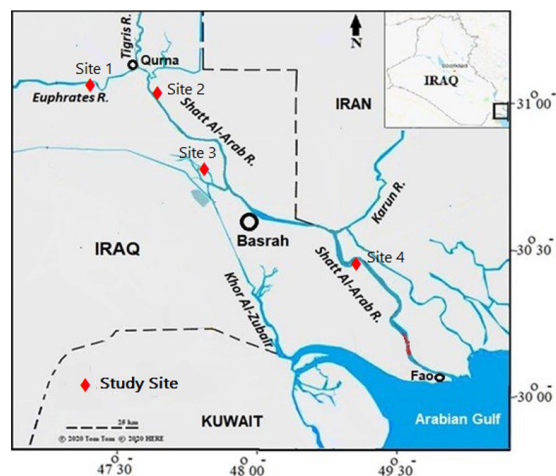 Tigris R.
Qurna
Site 1
Euphrates R.
Site 2
Shatt Al-Arab R.
N
IRAN
IRAQ
31°00
Site 3
Karun R.
Basrah
IRAQ
Site 4
30°30
Khor Al-Zubair
Shatt Al-Arab R.
Study Site
Fao
30°00
KUWAIT
Arabian Gulf
25 km
© 2020 Tom Tom © 2020 HERE
47°30
48°00
49°30